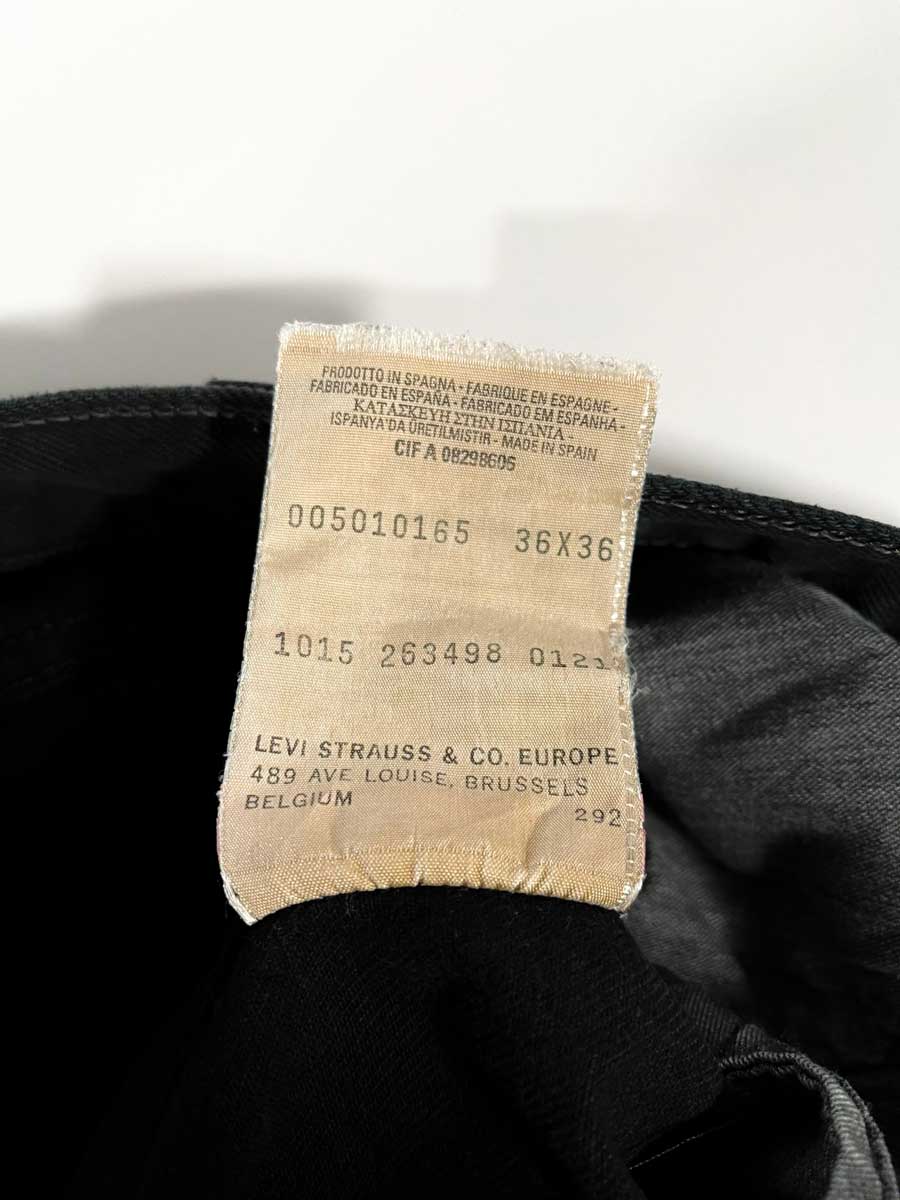 PRODOTTO IN SPAGNA - FABRIQUE EN ESPAGNE -
FABRICADO EN ESPAÑA - FABRICADO EM ESPANHA -
ΚΑΤΑΣΚΕΥΗ ΣΤΗΝ ΙΣΠΑΝΙΑ -
ISPANYA'DA ÜRETILMISTIR - MADE IN SPAIN
CIF A 08298606
005010165 36X36
1015 263498
LEVI STRAUSS & CO. EUROPE
489 AVE LOUISE, BRUSSELS
BELGIUM 292